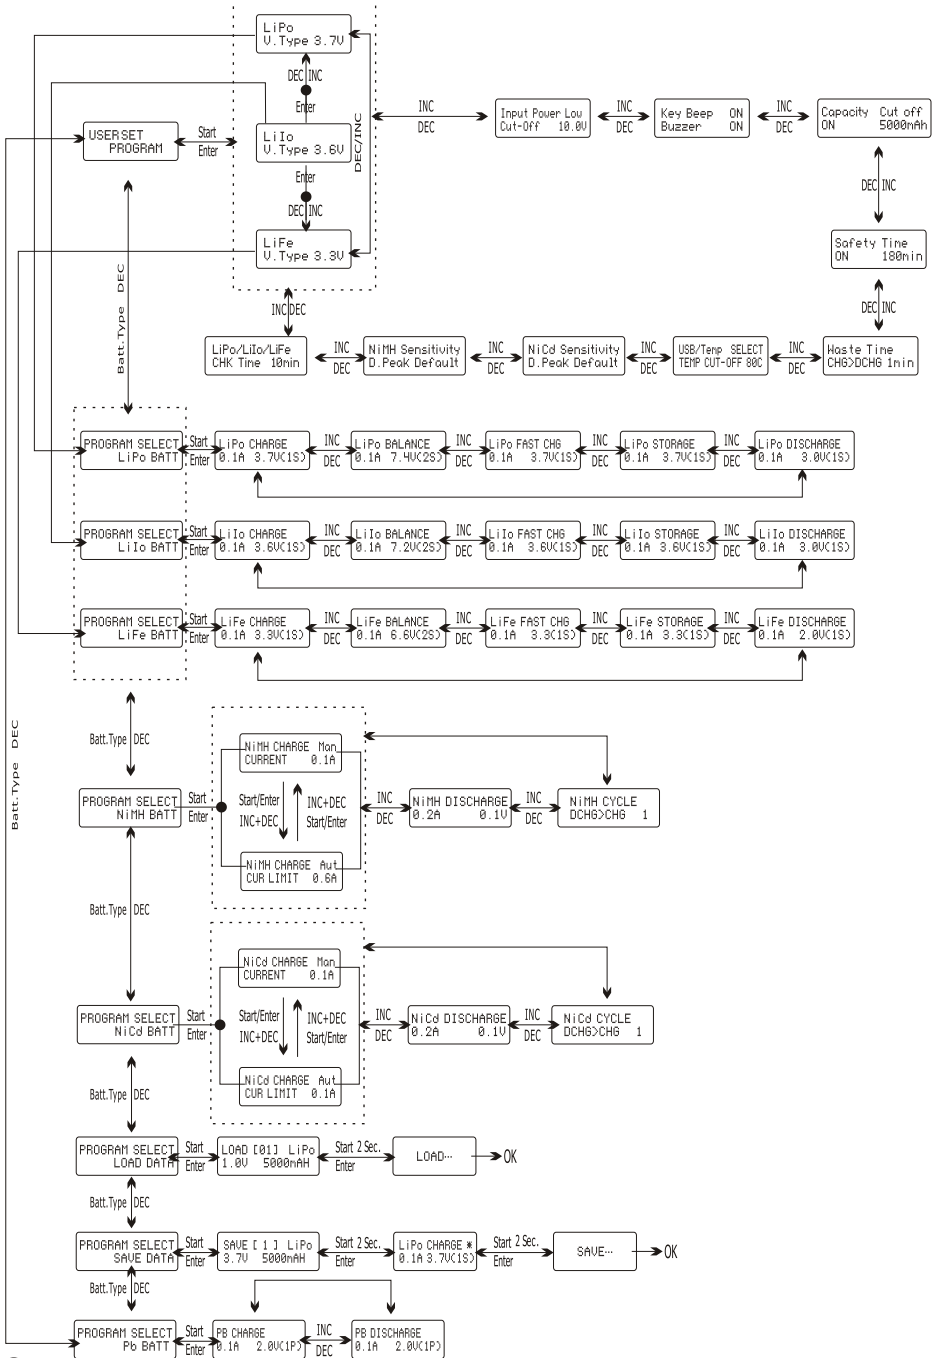 LiPo
V.Type 3.7V
DEC INC
Enter
USER SET
PROGRAM
Start
Enter
LiIo
V.Type 3.6V
DEC/INC
INC
DEC
Input Power Low
Cut-Off 10.0V
INC
DEC
Key Beep ON
Buzzer ON
INC
DEC
Capacity Cut off
ON 5000mAh
Enter
DEC INC
DEC INC
LiFe
V.Type 3.3V
Safety Time
ON 180min
Batt.Type DEC
INC DEC
DEC INC
LiPo/LiIo/LiFe
CHK Time 10min
INC
DEC
NiMH Sensitivity
D.Peak Default
INC
DEC
NiCd Sensitivity
D.Peak Default
INC
DEC
USB/Temp SELECT
TEMP CUT-OFF 80C
INC
DEC
Waste Time
CHG>DCHG 1min
PROGRAM SELECT
LiPo BATT
Start
Enter
LiPo CHARGE
0.1A 3.7V(1S)
INC
DEC
LiPo BALANCE
0.1A 7.4V(2S)
INC
DEC
LiPo FAST CHG
0.1A 3.7V(1S)
INC
DEC
LiPo STORAGE
0.1A 3.7V(1S)
INC
DEC
LiPo DISCHARGE
0.1A 3.0V(1S)
PROGRAM SELECT
LiIo BATT
Start
Enter
LiIo CHARGE
0.1A 3.6V(1S)
INC
DEC
LiIo BALANCE
0.1A 7.2V(2S)
INC
DEC
LiIo FAST CHG
0.1A 3.6V(1S)
INC
DEC
LiIo STORAGE
0.1A 3.6V(1S)
INC
DEC
LiIo DISCHARGE
0.1A 3.0V(1S)
PROGRAM SELECT
LiFe BATT
Start
Enter
LiFe CHARGE
0.1A 3.3V(1S)
INC
DEC
LiFe BALANCE
0.1A 6.6V(2S)
INC
DEC
LiFe FAST CHG
0.1A 3.3(1S)
INC
DEC
LiFe STORAGE
0.1A 3.3(1S)
INC
DEC
LiFe DISCHARGE
0.1A 2.0V(1S)
Batt.Type DEC
Batt.Type DEC
NiMH CHARGE Man
CURRENT 0.1A
PROGRAM SELECT
NiMH BATT
Start
Enter
Start/Enter
INC+DEC
INC+DEC
Start/Enter
INC
DEC
NiMH DISCHARGE
0.2A 0.1V
INC
DEC
NiMH CYCLE
DCHG>CHG 1
NiMH CHARGE Aut
CUR LIMIT 0.6A
Batt.Type DEC
NiCd CHARGE Man
CURRENT 0.1A
PROGRAM SELECT
NiCd BATT
Start
Enter
Start/Enter
INC+DEC
INC+DEC
Start/Enter
INC
DEC
NiCd DISCHARGE
0.2A 0.1V
INC
DEC
NiCd CYCLE
DCHG>CHG 1
NiCd CHARGE Aut
CUR LIMIT 0.1A
Batt.Type DEC
PROGRAM SELECT
LOAD DATA
Start
Enter
LOAD [01] LiPo
1.0V 5000mAH
Start 2 Sec.
Enter
LOAD···
OK
Batt.Type DEC
PROGRAM SELECT
SAVE DATA
Start
Enter
SAVE [ 1 ] LiPo
3.7V 5000mAH
Start 2 Sec.
Enter
LiPo CHARGE *
0.1A 3.7V(1S)
Start 2 Sec.
Enter
SAVE···
OK
Batt.Type DEC
PROGRAM SELECT
Pb BATT
Start
Enter
PB CHARGE
0.1A 2.0V(1P)
INC
DEC
PB DISCHARGE
0.1A 2.0V(1P)